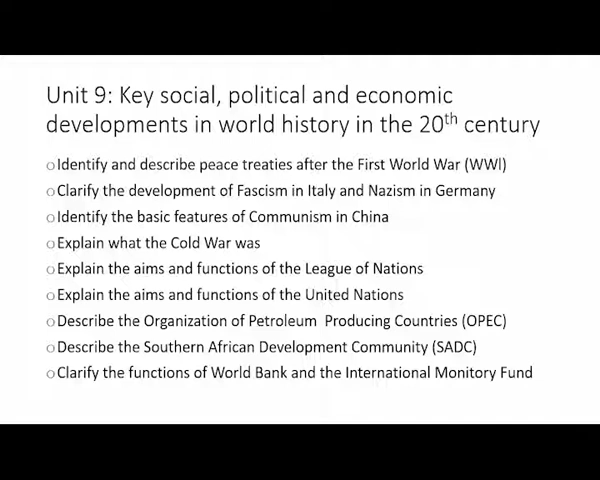 Unit 9: Key social, political and economic
developments in world history in the 20th century
○Identify and describe peace treaties after the First World War (WWI)
○Clarify the development of Fascism in Italy and Nazism in Germany
○Identify the basic features of Communism in China
○Explain what the Cold War was
○Explain the aims and functions of the League of Nations
○Explain the aims and functions of the United Nations
○Describe the Organization of Petroleum Producing Countries (OPEC)
○Describe the Southern African Development Community (SADC)
○Clarify the functions of World Bank and the International Monitory Fund